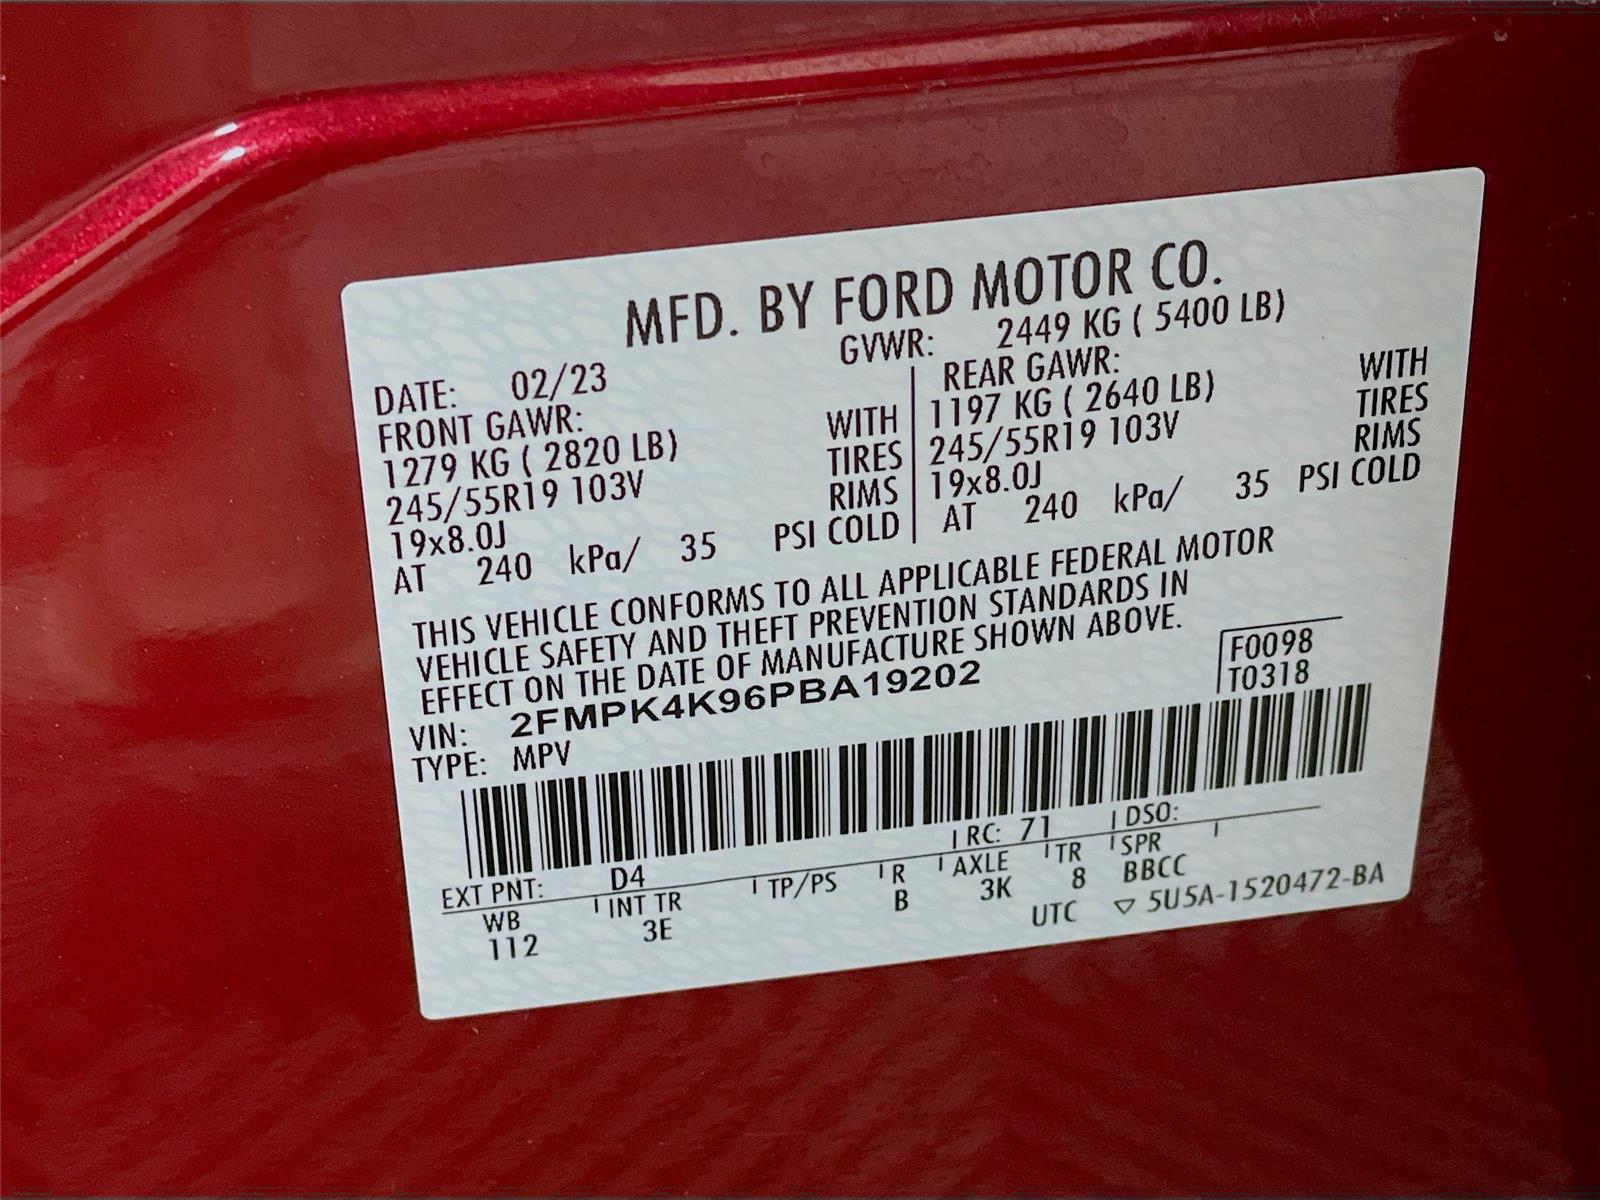 MFD. BY FORD MOTOR CO.
DATE: 02/23 GVWR: 2449 KG ( 5400 LB)
FRONT GAWR: REAR GAWR:
1279 KG ( 2820 LB) WITH 1197 KG ( 2640 LB) WITH
245/55R19 103V TIRES 245/55R19 103V TIRES
19x8.0J RIMS 19x8.0J RIMS
AT 240 kPa/ 35 PSI COLD AT 240 kPa/ 35 PSI COLD
THIS VEHICLE CONFORMS TO ALL APPLICABLE FEDERAL MOTOR
VEHICLE SAFETY AND THEFT PREVENTION STANDARDS IN
EFFECT ON THE DATE OF MANUFACTURE SHOWN ABOVE.
VIN: 2FMPK4K96PBA19202 F0098
TYPE: MPV T0318
EXT PNT: D4 RC: 71 DSO:
WB INT TR TP/PS R AXLE TR SPR
112 3E B 3K 8 BBCC
UTC ▽ 5U5A-1520472-BA